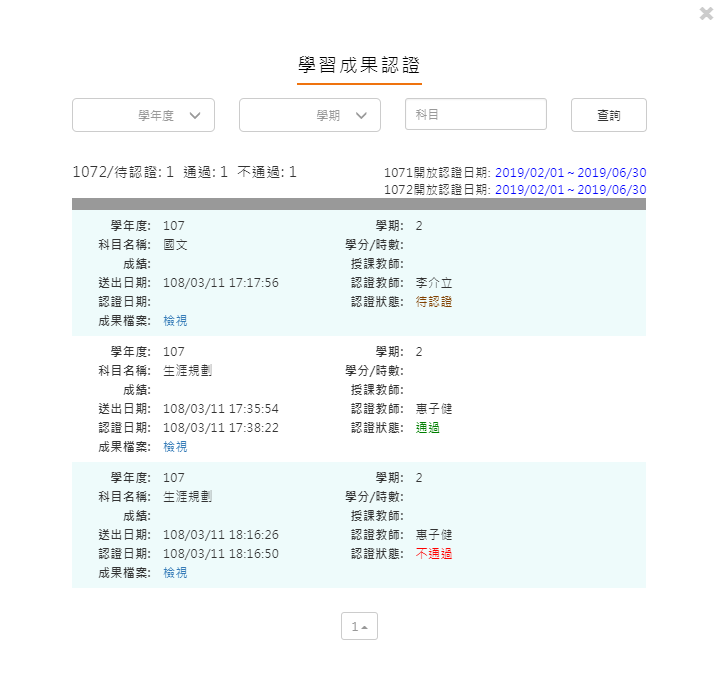 學習成果認證
學年度 學期 科目 查詢
1072/待認證: 1 通過: 1 不通過: 1
1071開放認證日期: 2019/02/01 ~ 2019/06/30
1072開放認證日期: 2019/02/01 ~ 2019/06/30
學年度: 107 學期: 2
科目名稱: 國文 學分/時數:
成績: 授課教師:
送出日期: 108/03/11 17:17:56 認證教師: 李介立
認證日期: 認證狀態: 待認證
成果檔案: 檢視
學年度: 107 學期: 2
科目名稱: 生涯規劃 學分/時數:
成績: 授課教師:
送出日期: 108/03/11 17:35:54 認證教師: 惠子健
認證日期: 108/03/11 17:38:22 認證狀態: 通過
成果檔案: 檢視
學年度: 107 學期: 2
科目名稱: 生涯規劃 學分/時數:
成績: 授課教師:
送出日期: 108/03/11 18:16:26 認證教師: 惠子健
認證日期: 108/03/11 18:16:50 認證狀態: 不通過
成果檔案: 檢視
1